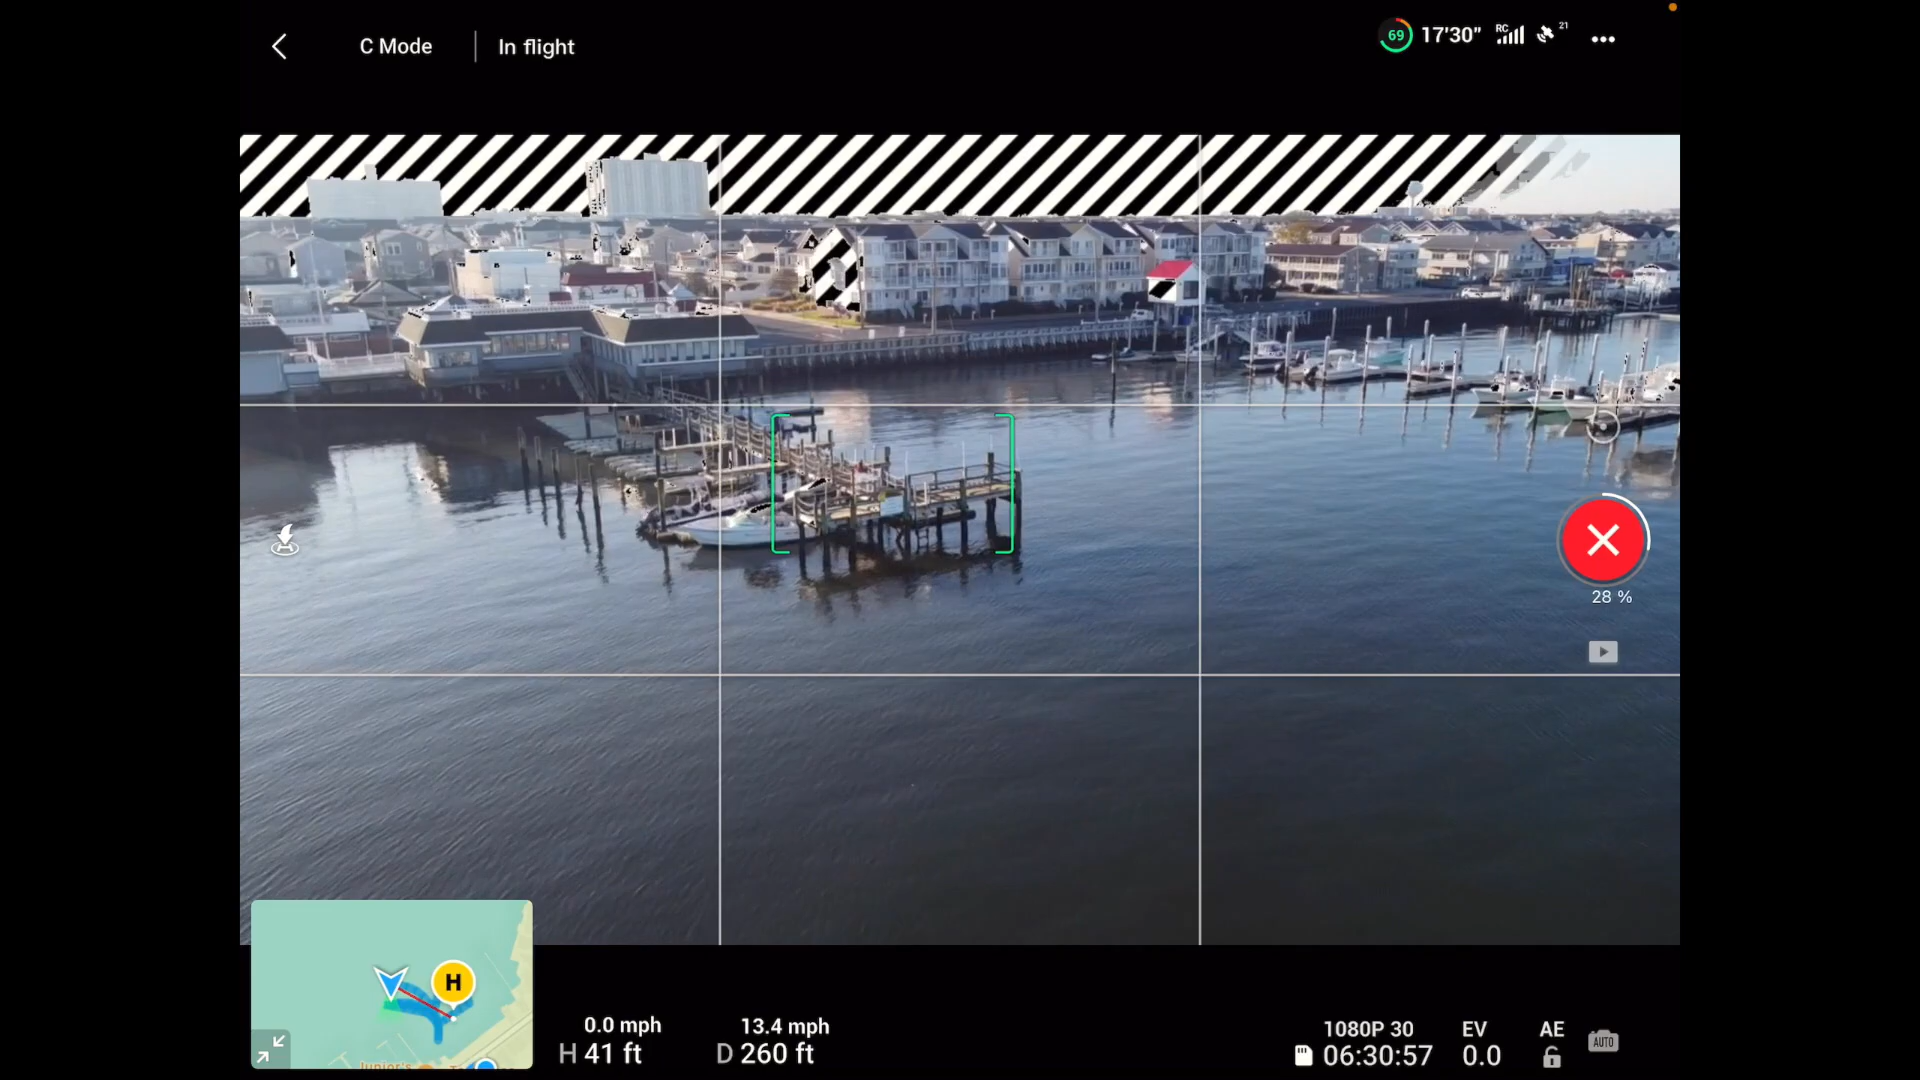 C Mode
In flight
69
17'30"
RC
21
28 %
H
0.0 mph
13.4 mph
H 41 ft
D 260 ft
1080P 30
EV
AE
AUTO
06:30:57
0.0